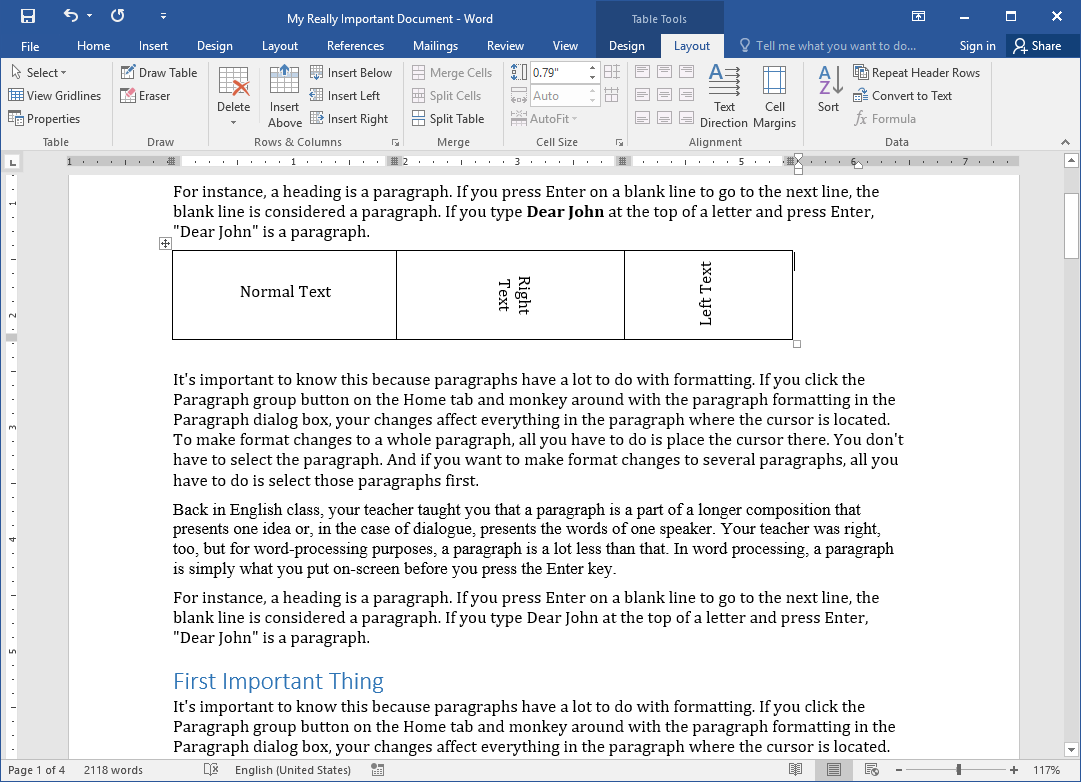 My Really Important Document - Word
Table Tools
File Home Insert Design Layout References Mailings Review View Design Layout Tell me what you want to do... Sign in Share
Select
View Gridlines
Properties
Table
Draw Table
Eraser
Draw
Delete
Insert Above
Insert Below
Insert Left
Insert Right
Rows & Columns
Merge Cells
Split Cells
Split Table
Merge
0.79"
Auto
AutoFit
Cell Size
Text Direction
Cell Margins
Alignment
A Z
Sort
Repeat Header Rows
Convert to Text
fx Formula
Data
L
1 1 2 3 5 6 7
For instance, a heading is a paragraph. If you press Enter on a blank line to go to the next line, the
blank line is considered a paragraph. If you type Dear John at the top of a letter and press Enter,
"Dear John" is a paragraph.
Normal Text
Right
Text
Left Text
It's important to know this because paragraphs have a lot to do with formatting. If you click the
Paragraph group button on the Home tab and monkey around with the paragraph formatting in the
Paragraph dialog box, your changes affect everything in the paragraph where the cursor is located.
To make format changes to a whole paragraph, all you have to do is place the cursor there. You don't
have to select the paragraph. And if you want to make format changes to several paragraphs, all you
have to do is select those paragraphs first.
Back in English class, your teacher taught you that a paragraph is a part of a longer composition that
presents one idea or, in the case of dialogue, presents the words of one speaker. Your teacher was right,
too, but for word-processing purposes, a paragraph is a lot less than that. In word processing, a paragraph
is simply what you put on-screen before you press the Enter key.
For instance, a heading is a paragraph. If you press Enter on a blank line to go to the next line, the
blank line is considered a paragraph. If you type Dear John at the top of a letter and press Enter,
"Dear John" is a paragraph.
First Important Thing
It's important to know this because paragraphs have a lot to do with formatting. If you click the
Paragraph group button on the Home tab and monkey around with the paragraph formatting in the
Paragraph dialog box, your changes affect everything in the paragraph where the cursor is located.
1
2
3
4
5
Page 1 of 4 2118 words English (United States) 117%